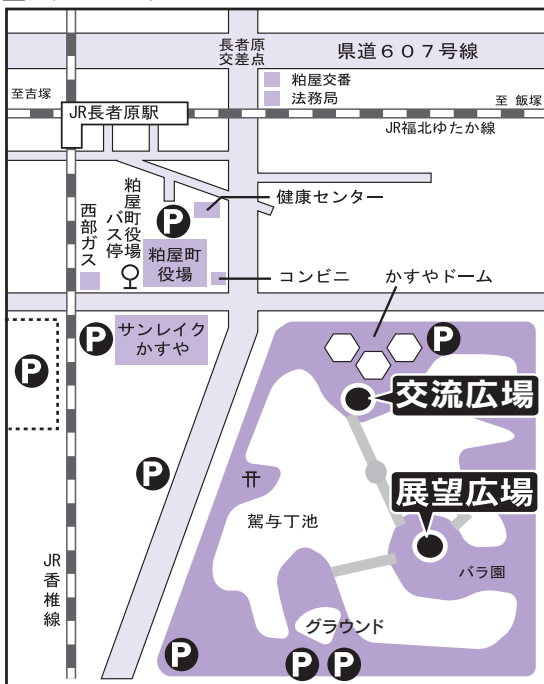 長者原
交差点
県道607号線
粕屋交番
法務局
至吉塚
至 飯塚
JR長者原駅
JR福北ゆたか線
健康センター
粕屋町役場
バス停
西部ガス
P
粕屋町
役場
コンビニ
かすやドーム
P
サンレイク
かすや
P
P
交流広場
P
駕与丁池
展望広場
バラ園
JR香椎線
グラウンド
P
P
P